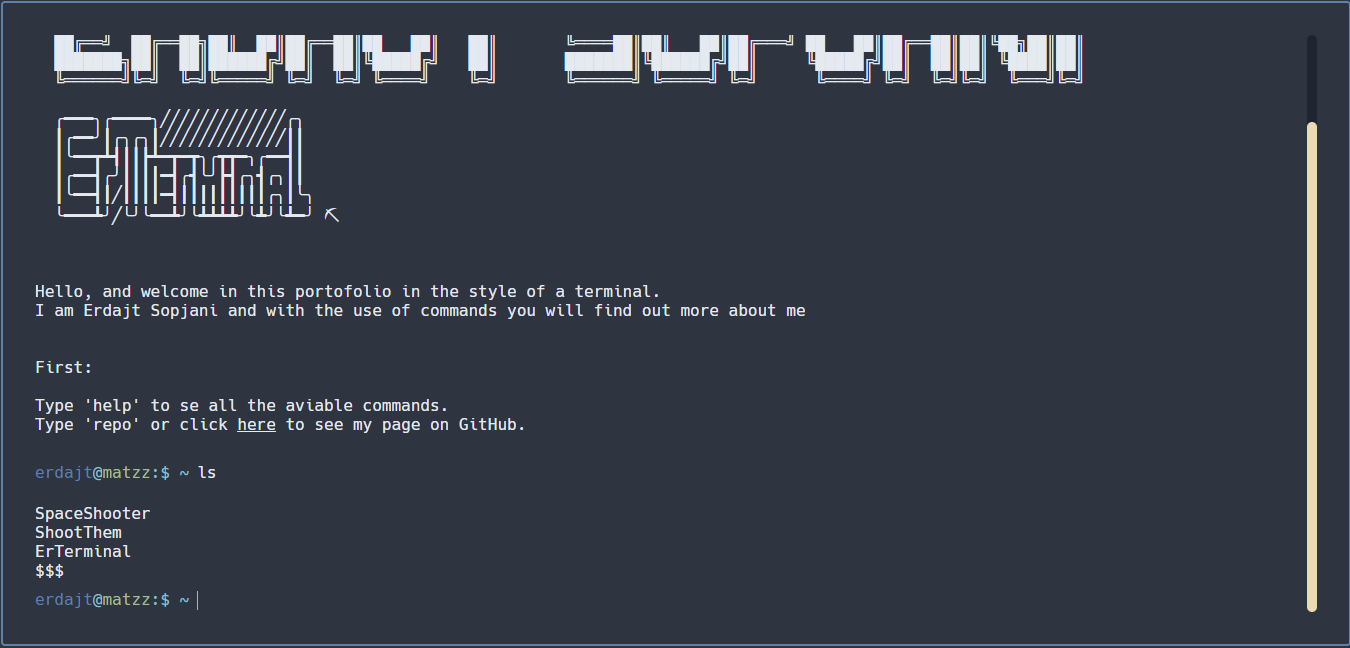 Hello, and welcome in this portofolio in the style of a terminal.
I am Erdajt Sopjani and with the use of commands you will find out more about me
First:
Type 'help' to se all the aviable commands.
Type 'repo' or click here to see my page on GitHub.
erdajt@matzz:$ ~ ls
SpaceShooter
ShootThem
ErTerminal
$$$
erdajt@matzz:$ ~